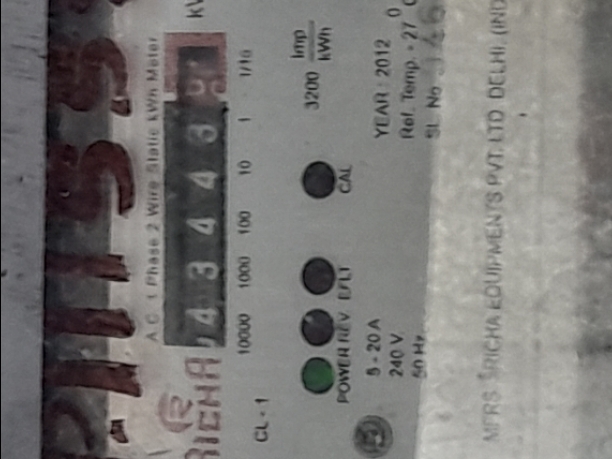 A.C. 1 Phase 2 Wire Static kWh Meter
4 3 4 4 3
10000 1000 100 10 1 1/10
RICHA
CL - 1
POWER REV. E/LT
CAL
3200 Imp
kWh
5 - 20 A
240 V
50 Hz
YEAR : 2012
Ref. Temp. - 27
SL No
MFRS SRICHA EQUIPMENTS PVT. LTD DELHI, (IND